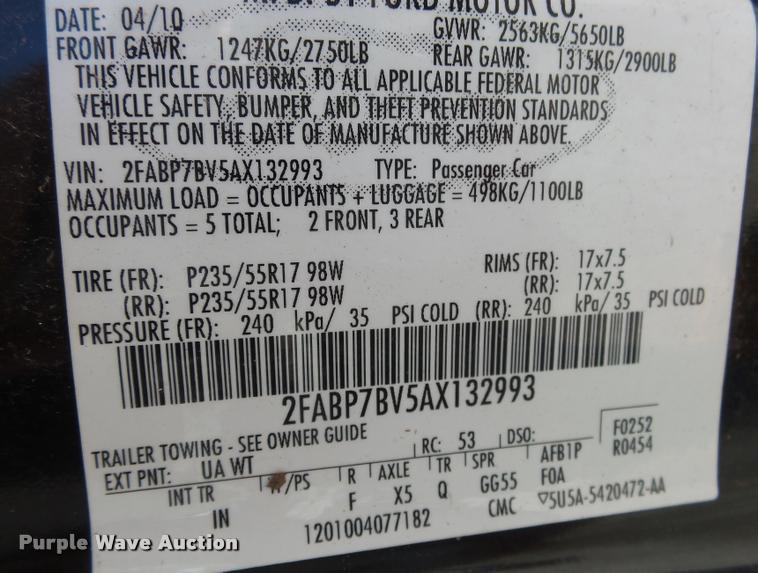 MFD. BY FORD MOTOR CO.
DATE: 04/10 GVWR: 2563KG/5650LB
FRONT GAWR: 1247KG/2750LB REAR GAWR: 1315KG/2900LB
THIS VEHICLE CONFORMS TO ALL APPLICABLE FEDERAL MOTOR
VEHICLE SAFETY, BUMPER, AND THEFT PREVENTION STANDARDS
IN EFFECT ON THE DATE OF MANUFACTURE SHOWN ABOVE.
VIN: 2FABP7BV5AX132993 TYPE: Passenger Car
MAXIMUM LOAD = OCCUPANTS + LUGGAGE = 498KG/1100LB
OCCUPANTS = 5 TOTAL; 2 FRONT, 3 REAR
TIRE (FR): P235/55R17 98W RIMS (FR): 17x7.5
(RR): P235/55R17 98W (RR): 17x7.5
PRESSURE (FR): 240 kPa/ 35 PSI COLD (RR): 240 kPa/ 35 PSI COLD
2FABP7BV5AX132993
TRAILER TOWING - SEE OWNER GUIDE RC: 53 DSO: F0252
EXT PNT: UA WT AFB1P R0454
INT TR /PS R AXLE TR SPR F0A
IN F X5 Q GG55
1201004077182 CMC 5U5A-5420472-AA
Purple Wave Auction